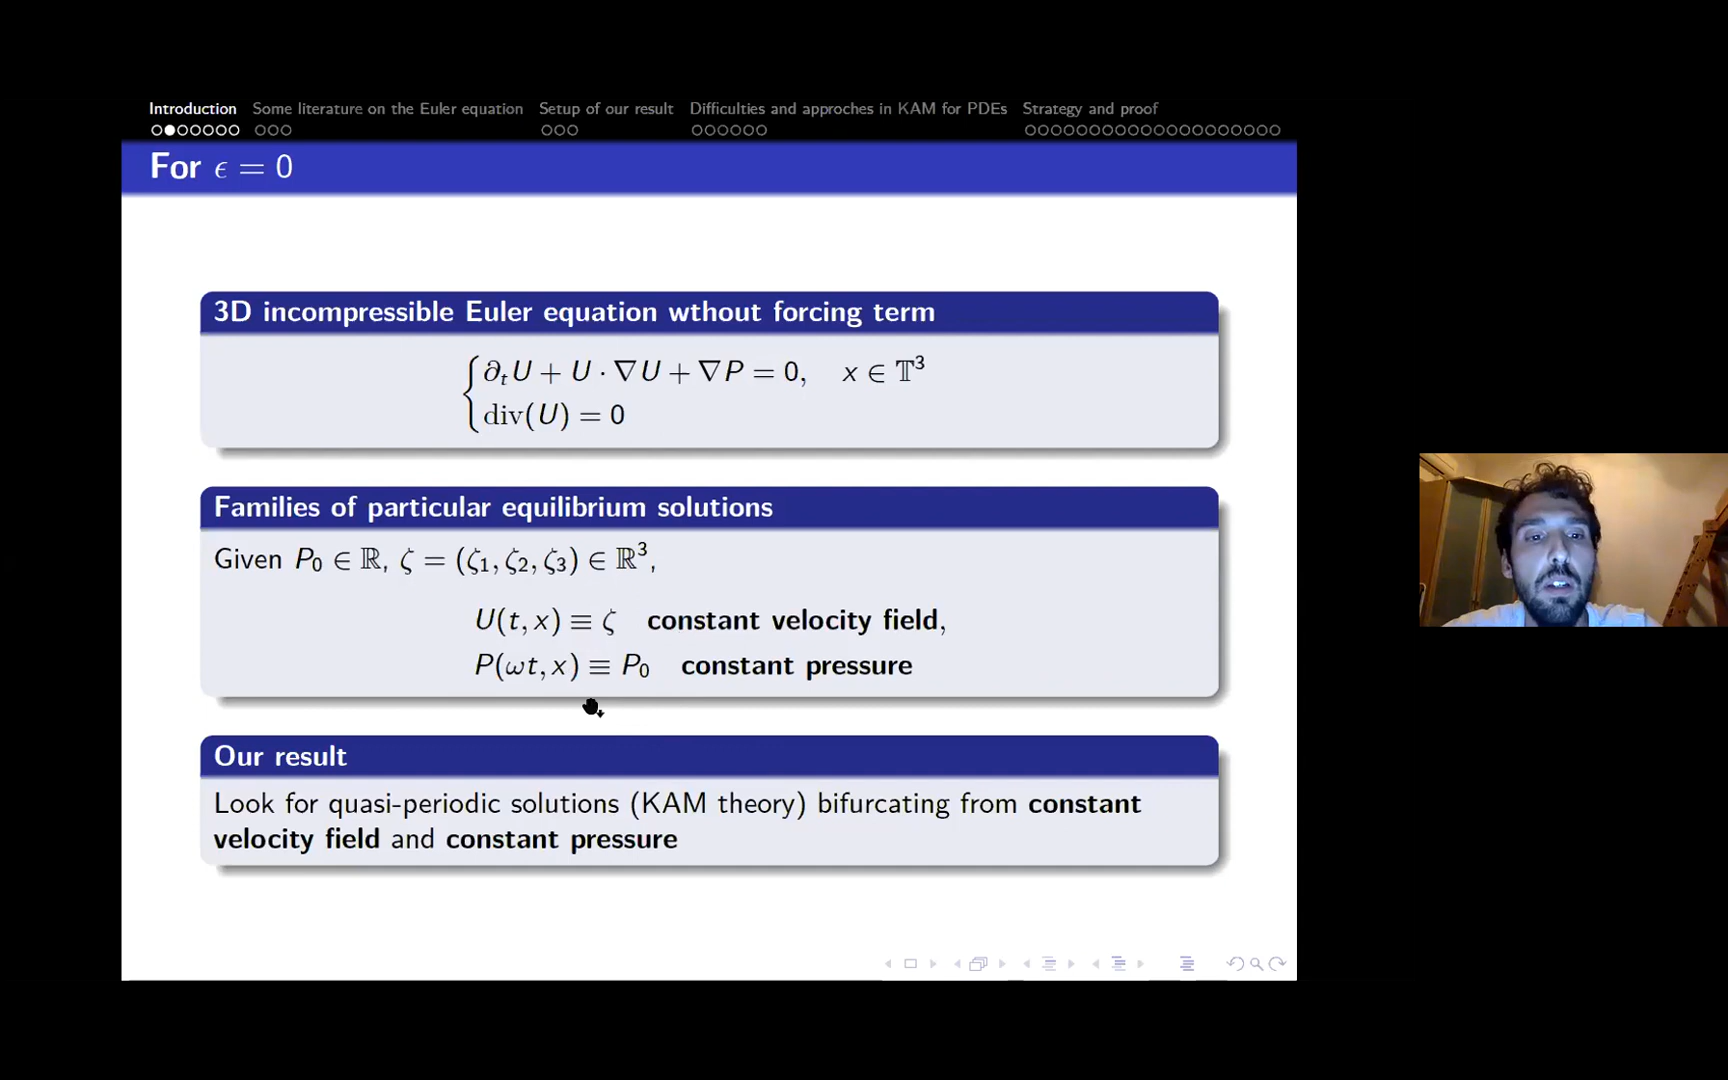 Introduction Some literature on the Euler equation Setup of our result Difficulties and approches in KAM for PDEs Strategy and proof
For ϵ = 0
3D incompressible Euler equation wthout forcing term
∂ₜU + U · ∇U + ∇P = 0, x ∈ 𝕋³
div(U) = 0
Families of particular equilibrium solutions
Given P₀ ∈ ℝ, ζ = (ζ₁, ζ₂, ζ₃) ∈ ℝ³,
U(t, x) ≡ ζ constant velocity field,
P(ωt, x) ≡ P₀ constant pressure
Our result
Look for quasi-periodic solutions (KAM theory) bifurcating from constant
velocity field and constant pressure